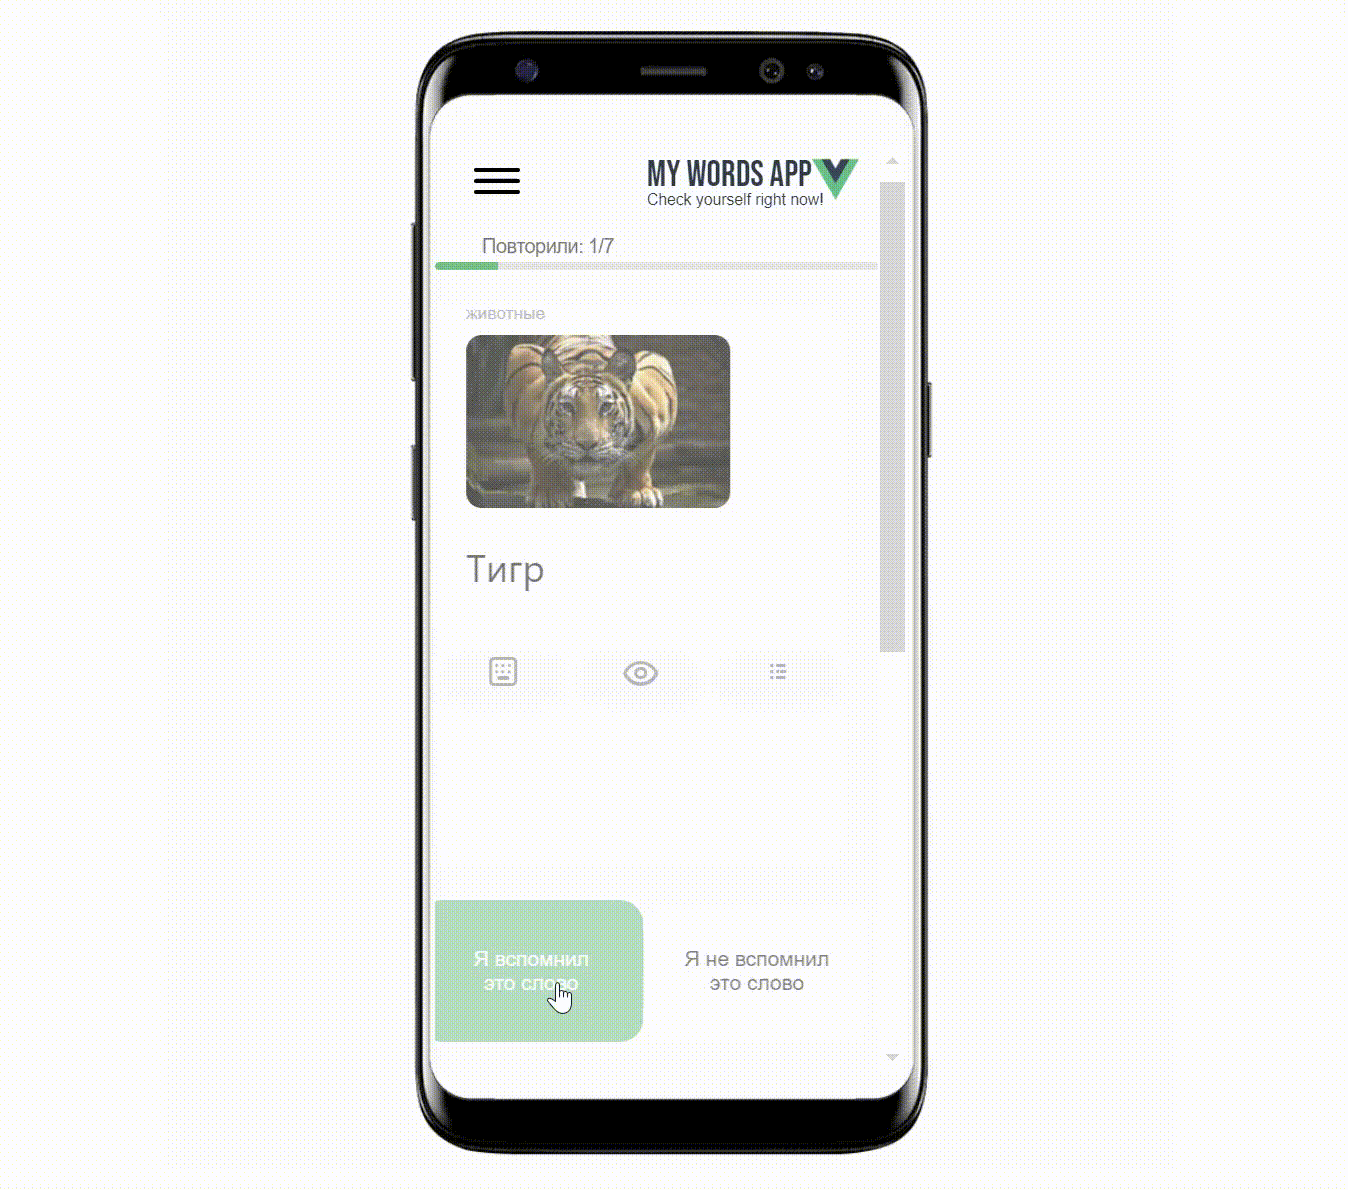 MY WORDS APP
Check yourself right now!
Повторили: 1/7
животные
Тигр
Я вспомнил
это слово
Я не вспомнил
это слово